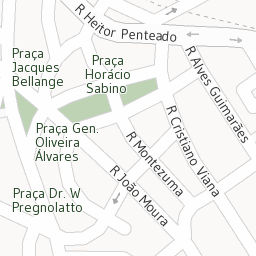 R Heitor Penteado
Praça
Jacques
Bellange
Praça
Horácio
Sabino
R Alves Guimarães
Praça Gen.
Oliveira
Álvares
R Cristiano Viana
R Montezuma
R João Moura
Praça Dr. W
Pregnolatto